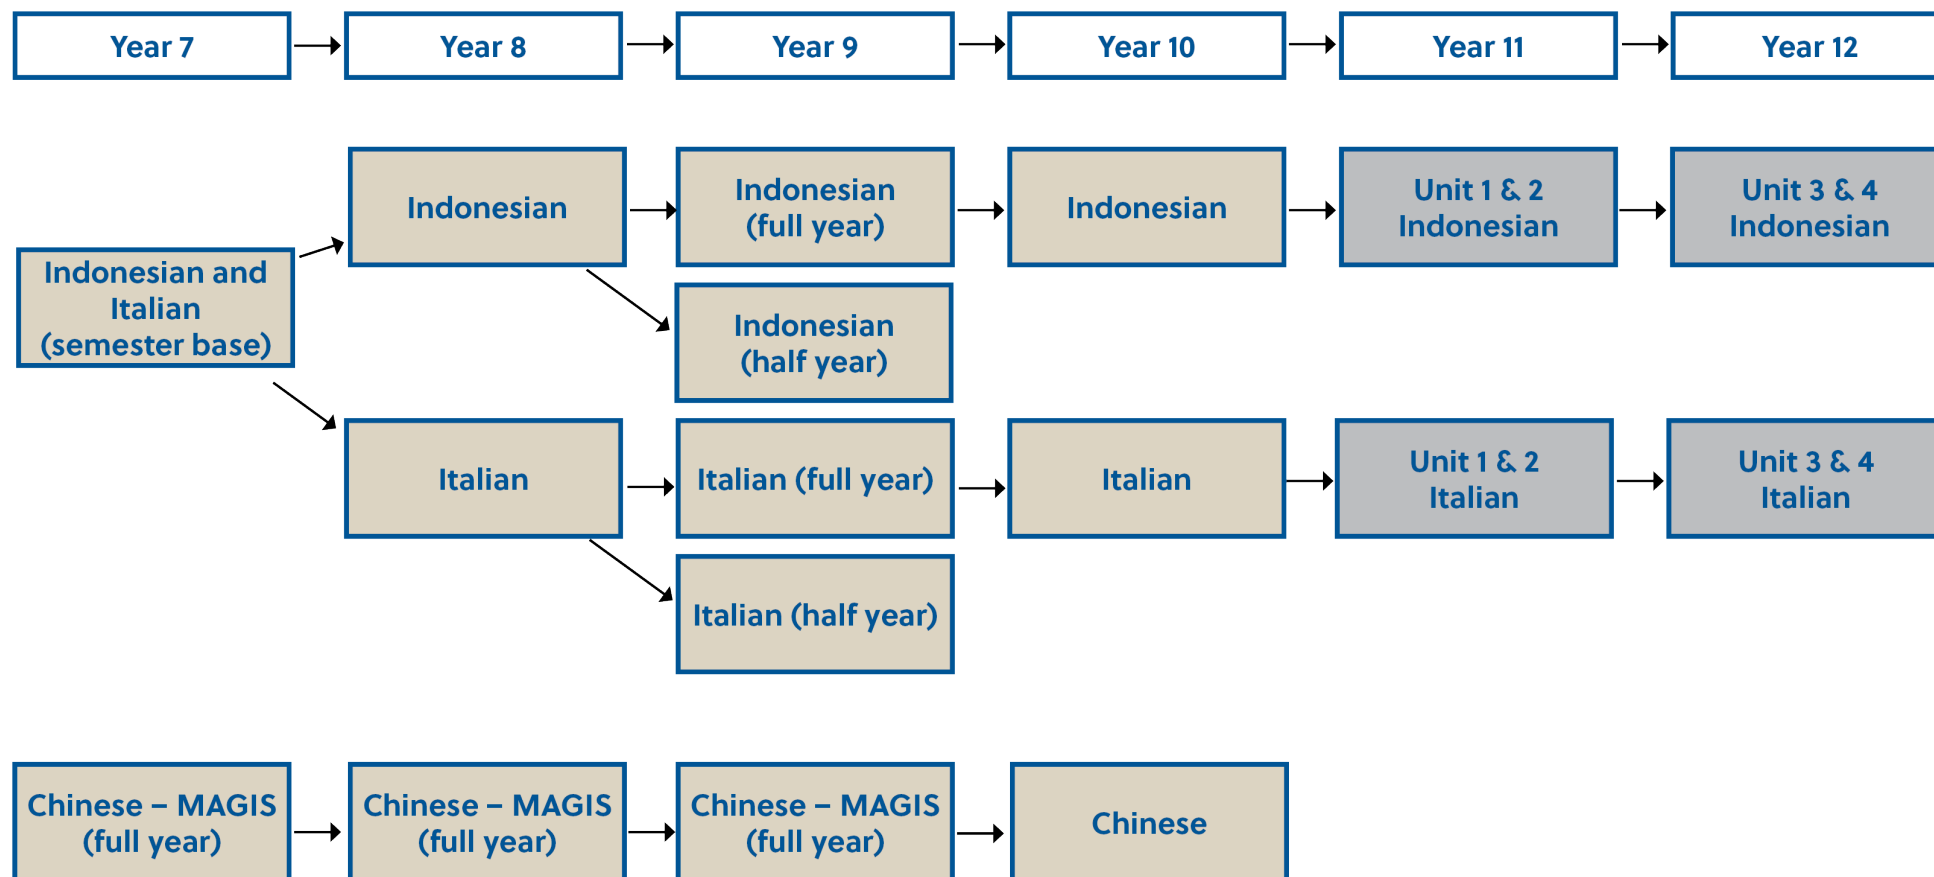 Year 7
Year 8
Year 9
Year 10
Year 11
Year 12
Indonesian and
Italian
(semester base)
Indonesian
Indonesian
(full year)
Indonesian
Unit 1 & 2
Indonesian
Unit 3 & 4
Indonesian
Indonesian
(half year)
Italian
Italian (full year)
Italian
Unit 1 & 2
Italian
Unit 3 & 4
Italian
Italian (half year)
Chinese – MAGIS
(full year)
Chinese – MAGIS
(full year)
Chinese – MAGIS
(full year)
Chinese